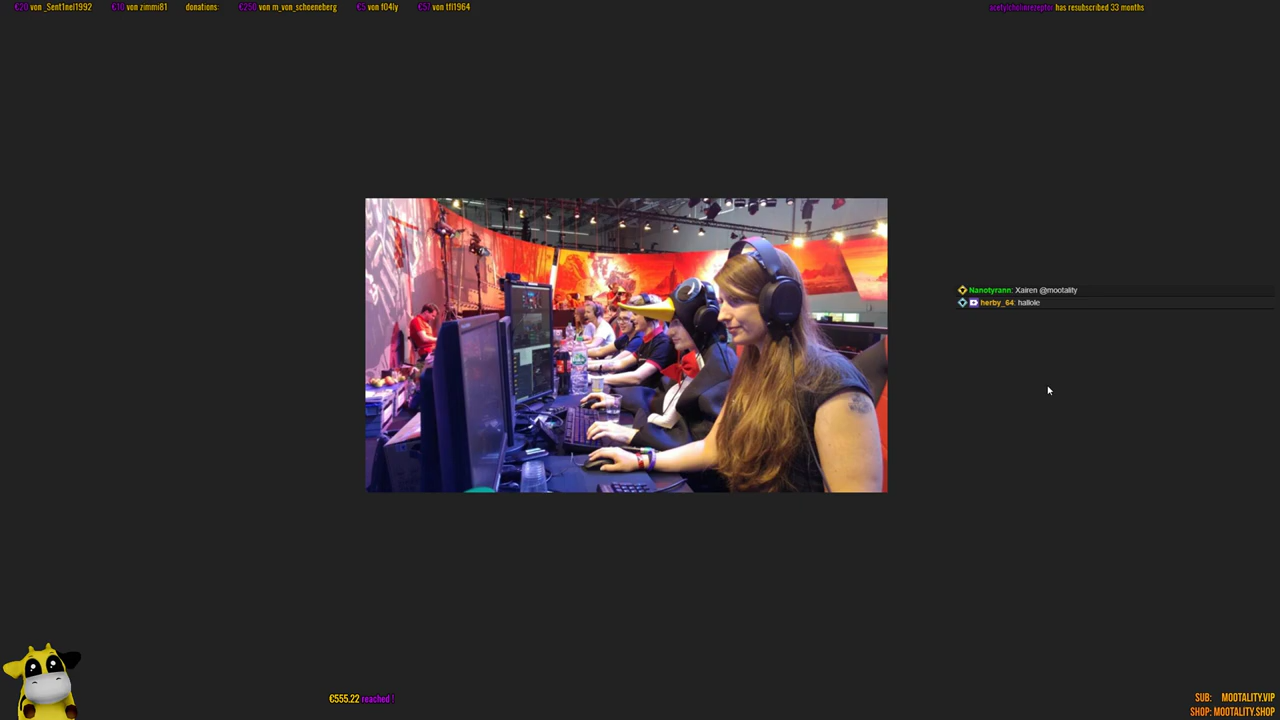 €20 von _Sent1nel1992 €10 von zimmi81 donations: €250 von m_von_schoeneberg €5 von f04ly €57 von tfl1964
acetylcholinrezeptor has resubscribed 33 months
Nanotyrann: Xairen @mootality
herby_64: hallole
€555.22 reached !
SUB: MOOTALITY.VIP
SHOP: MOOTALITY.SHOP